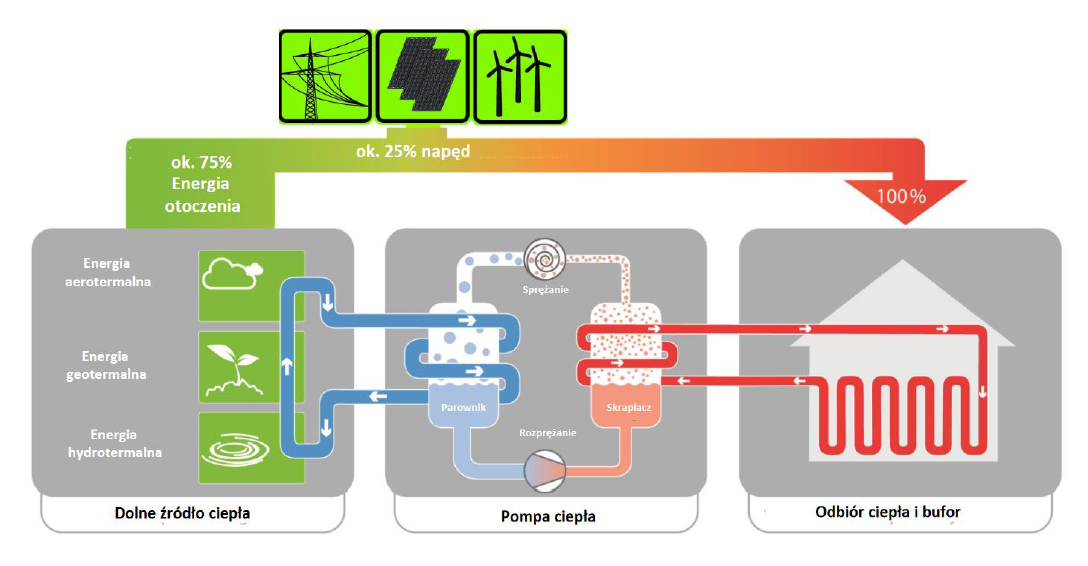 ok. 25% napęd
ok. 75%
Energia
otoczenia
100%
Energia
aerotermalna
Energia
geotermalna
Energia
hydrotermalna
Sprężanie
Parownik
Skraplacz
Rozprężanie
Dolne źródło ciepła
Pompa ciepła
Odbiór ciepła i bufor